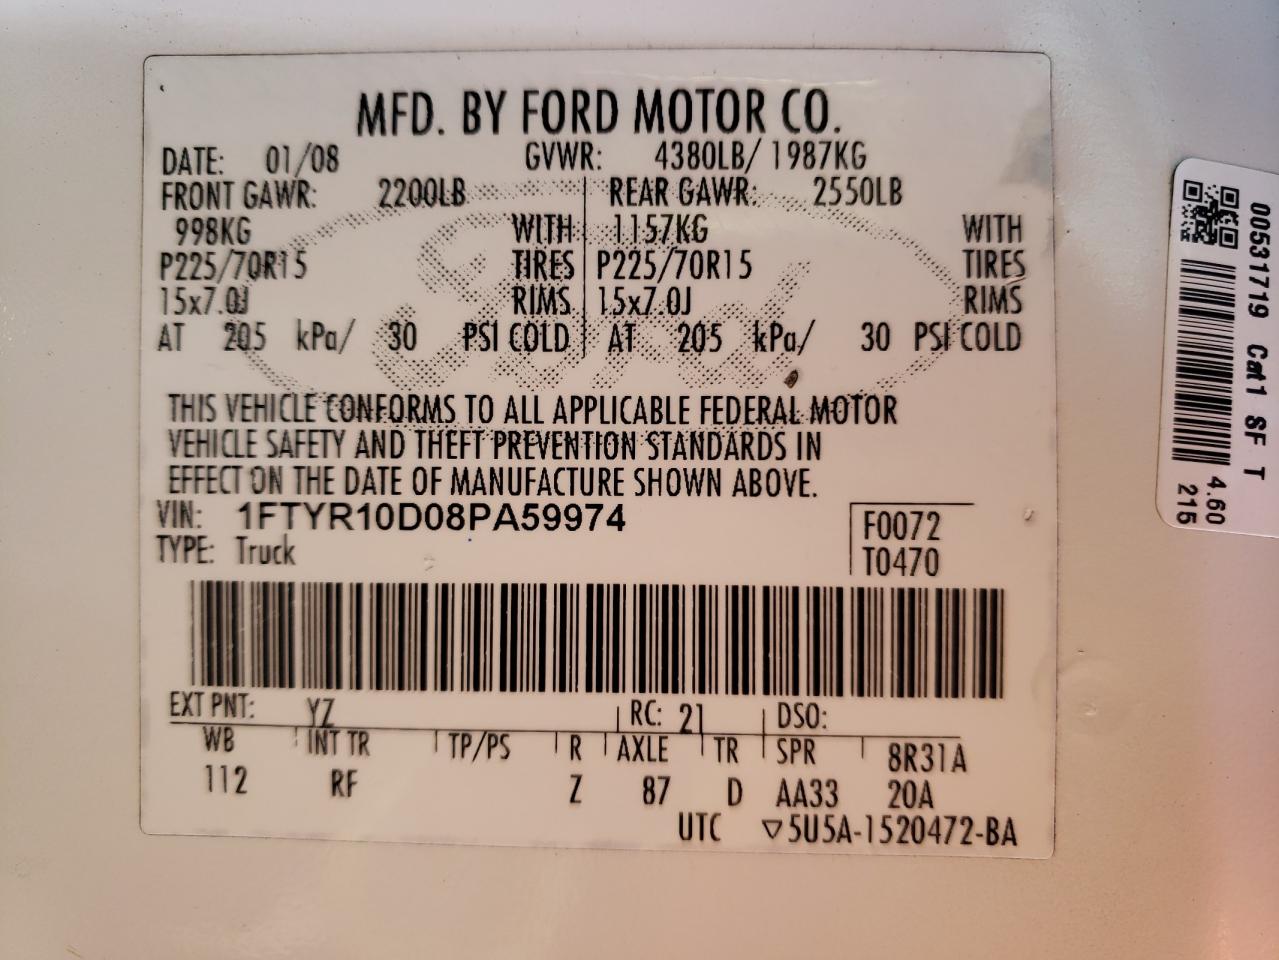 MFD. BY FORD MOTOR CO.
DATE: 01/08 GVWR: 4380LB/ 1987KG
FRONT GAWR: 2200LB REAR GAWR: 2550LB
998KG WITH 1157KG WITH
P225/70R15 TIRES P225/70R15 TIRES
15x7.0J RIMS 15x7.0J RIMS
AT 205 kPa/ 30 PSI COLD AT 205 kPa/ 30 PSI COLD
THIS VEHICLE CONFORMS TO ALL APPLICABLE FEDERAL MOTOR
VEHICLE SAFETY AND THEFT PREVENTION STANDARDS IN
EFFECT ON THE DATE OF MANUFACTURE SHOWN ABOVE.
VIN: 1FTYR10D08PA59974
TYPE: Truck
F0072
T0470
EXT PNT: YZ RC: 21 DSO:
WB INT TR TP/PS R AXLE TR SPR 8R31A
112 RF Z 87 D AA33 20A
UTC ▽5U5A-1520472-BA
Ford
00531719 Cat1 SF T
4.60
215